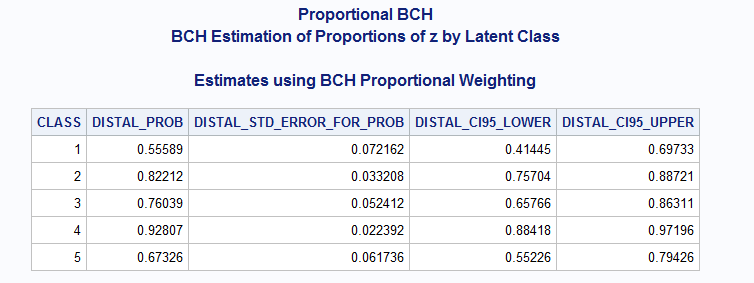 Proportional BCH
BCH Estimation of Proportions of z by Latent Class
Estimates using BCH Proportional Weighting
CLASS DISTAL_PROB DISTAL_STD_ERROR_FOR_PROB DISTAL_CI95_LOWER DISTAL_CI95_UPPER
1 0.55589 0.072162 0.41445 0.69733
2 0.82212 0.033208 0.75704 0.88721
3 0.76039 0.052412 0.65766 0.86311
4 0.92807 0.022392 0.88418 0.97196
5 0.67326 0.061736 0.55226 0.79426